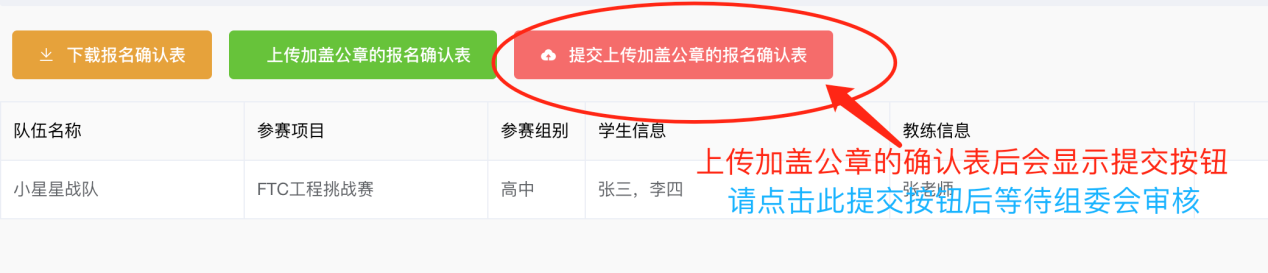 下载报名确认表
上传加盖公章的报名确认表
提交上传加盖公章的报名确认表
队伍名称
参赛项目
参赛组别
学生信息
教练信息
上传加盖公章的确认表后会显示提交按钮
小星星战队
FTC工程挑战赛
高中
张三，李四
张老师
请点击此提交按钮后等待组委会审核